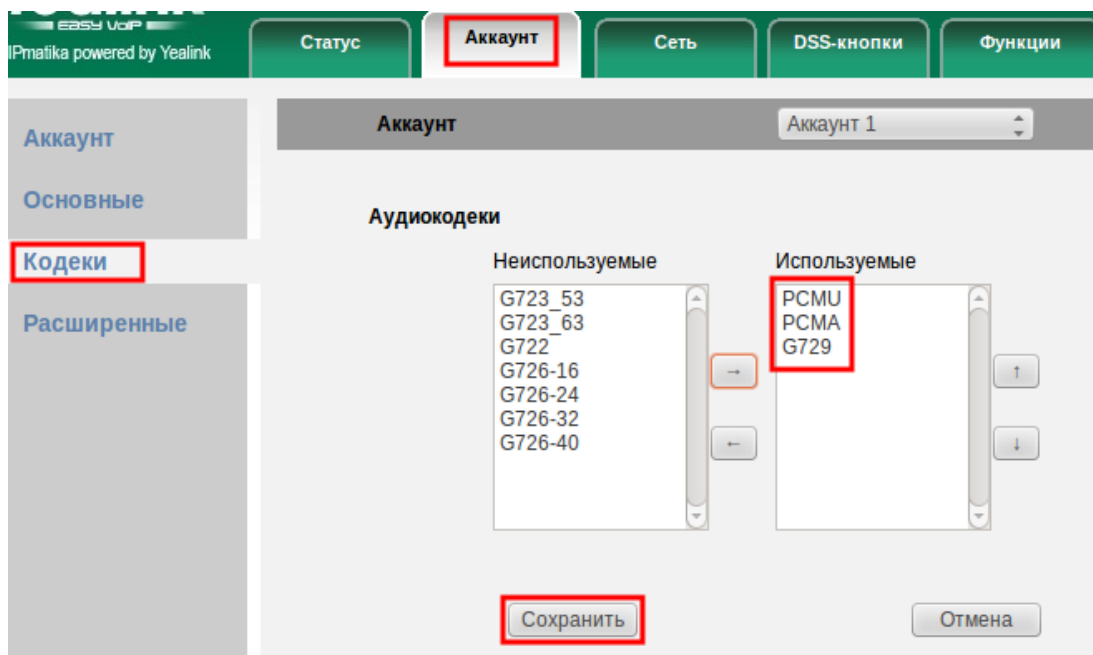 EASY VoIP
IPmatika powered by Yealink
Статус
Аккаунт
Сеть
DSS-кнопки
Функции
Аккаунт
Основные
Кодеки
Расширенные
Аккаунт
Аккаунт 1
Аудиокодеки
Неиспользуемые
G723_53
G723_63
G722
G726-16
G726-24
G726-32
G726-40
→
←
Используемые
PCMU
PCMA
G729
↑
↓
Сохранить
Отмена